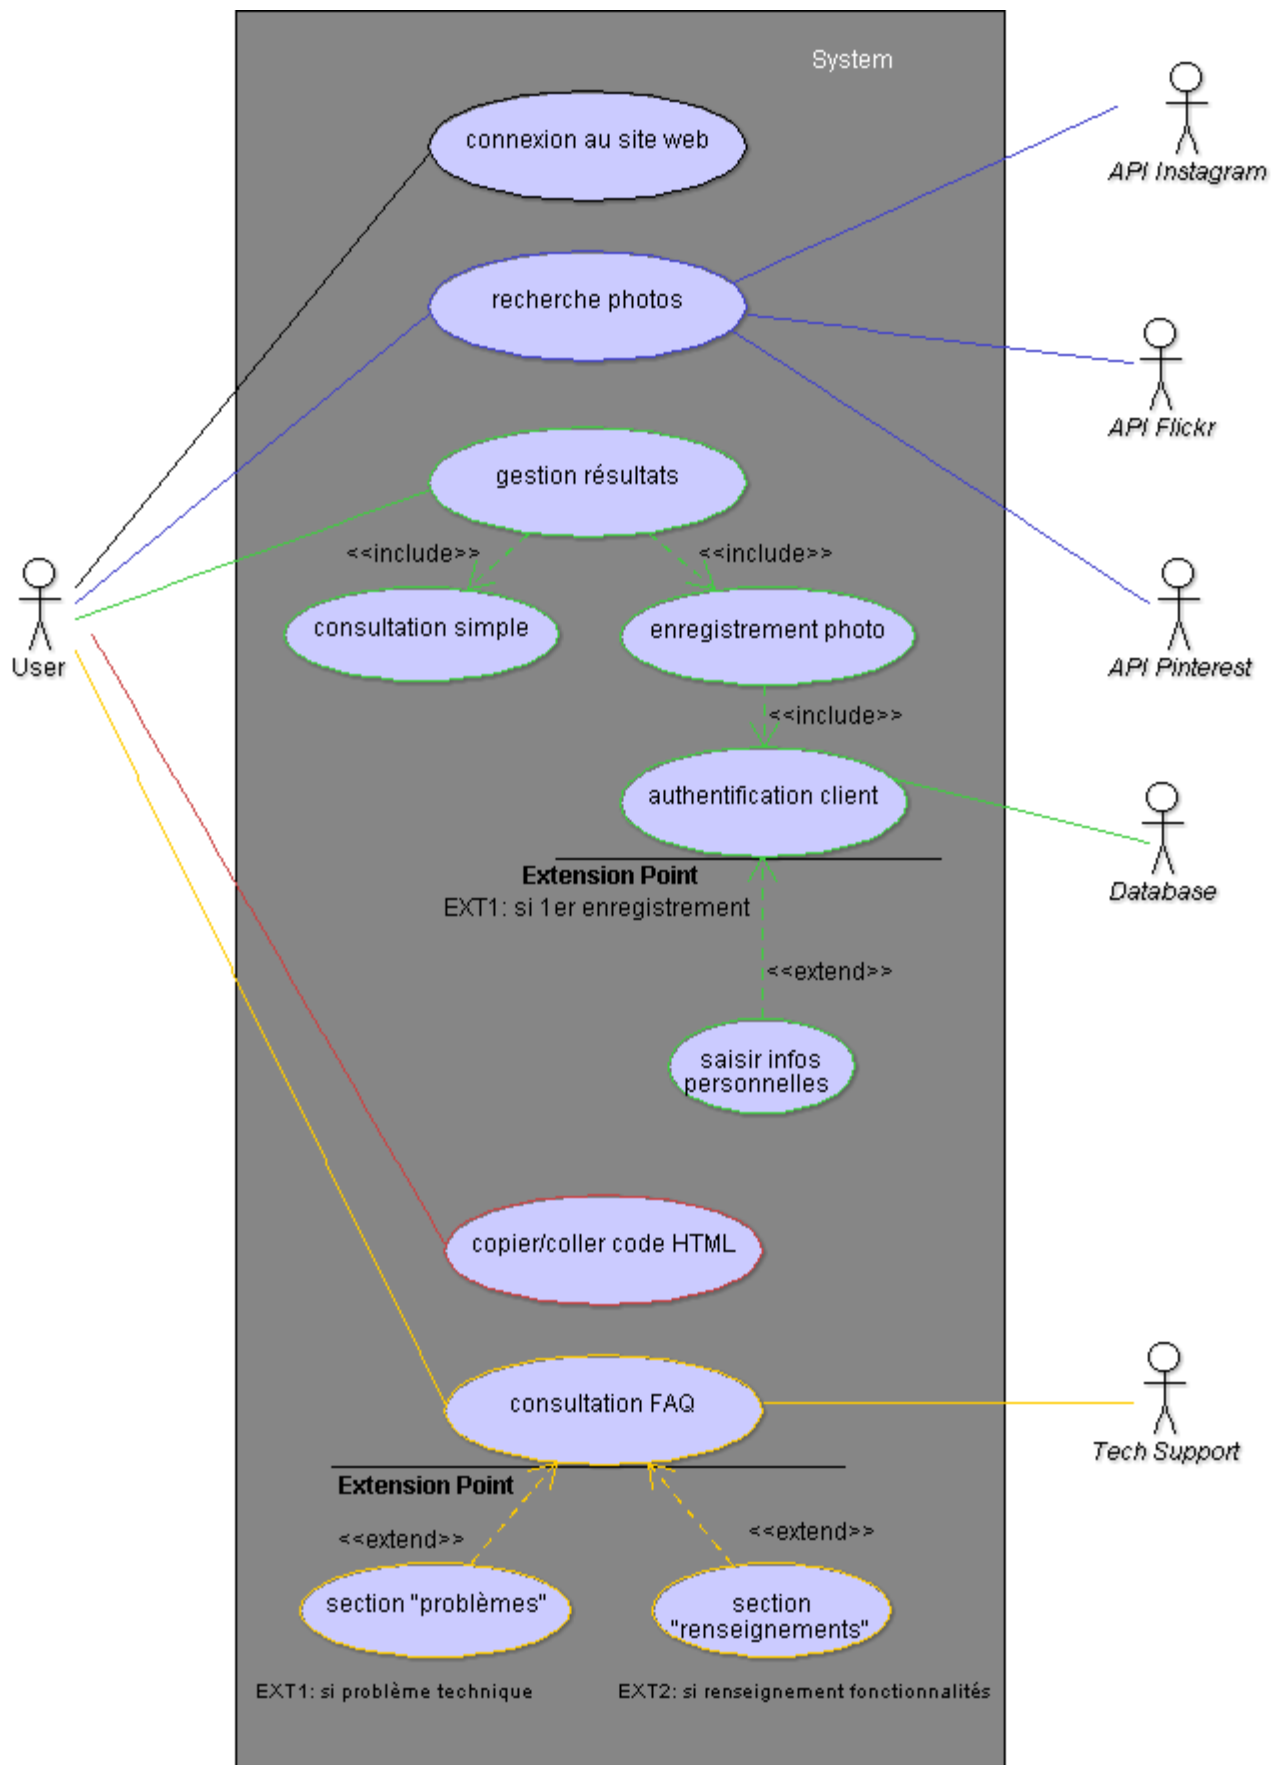 System
connexion au site web
API Instagram
recherche photos
API Flickr
gestion résultats
<<include>>
<<include>>
User
consultation simple
enregistrement photo
API Pinterest
<<include>>
authentification client
Database
Extension Point
EXT1: si 1er enregistrement
<<extend>>
saisir infos
personnelles
copier/coller code HTML
consultation FAQ
Tech Support
Extension Point
<<extend>>
<<extend>>
section "problèmes"
section
"renseignements"
EXT1: si problème technique
EXT2: si renseignement fonctionnalités